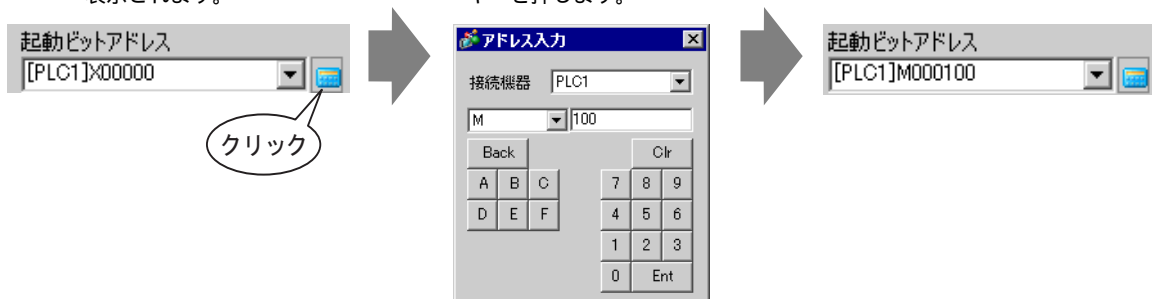 表示されます。
キーを押します。
起動ビットアドレス
[PLC1]X00000
クリック
アドレス入力
接続機器 PLC1
M 100
Back Clr
A B C 7 8 9
D E F 4 5 6
1 2 3
0 Ent
起動ビットアドレス
[PLC1]M000100